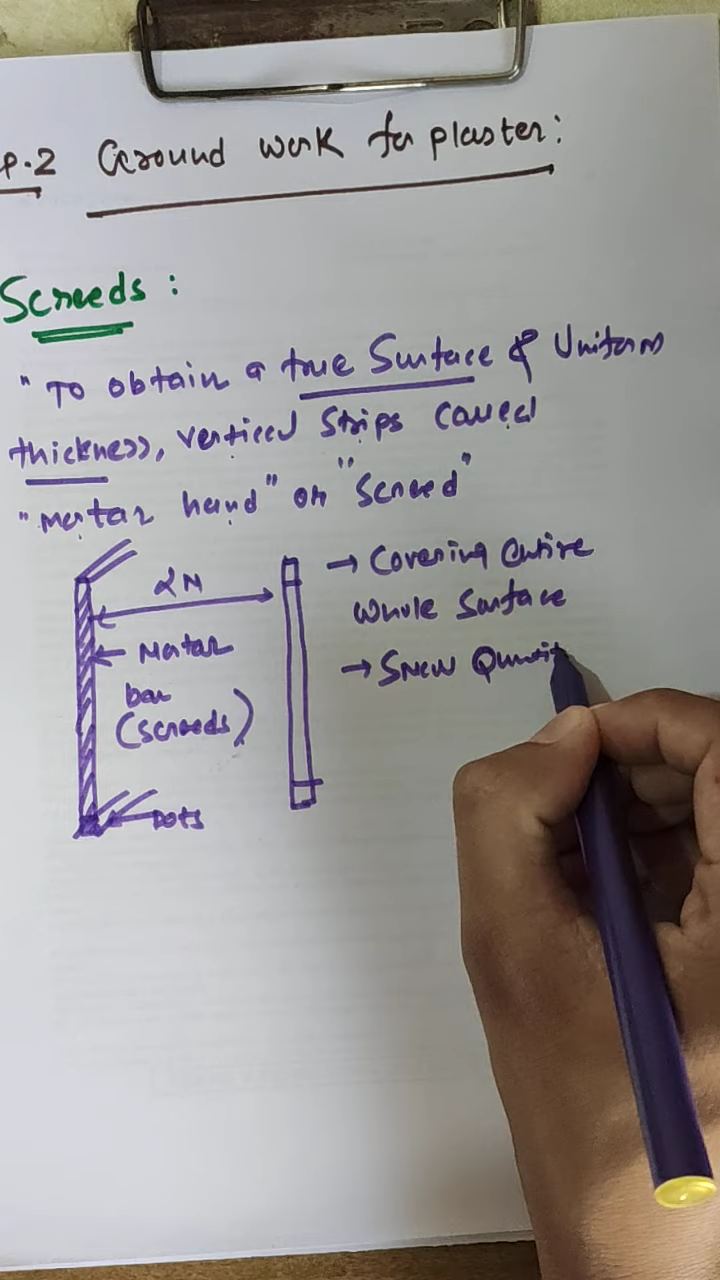 P.2 Ground work for plaster:
Screeds:
"To obtain a true Surface & Uniform
thickness, vertical Strips called
"Mortar band" or "Screed"
2M
→ Covering entire
whole Surface
Mortar
bar
(screeds)
→ Quanti
Dots